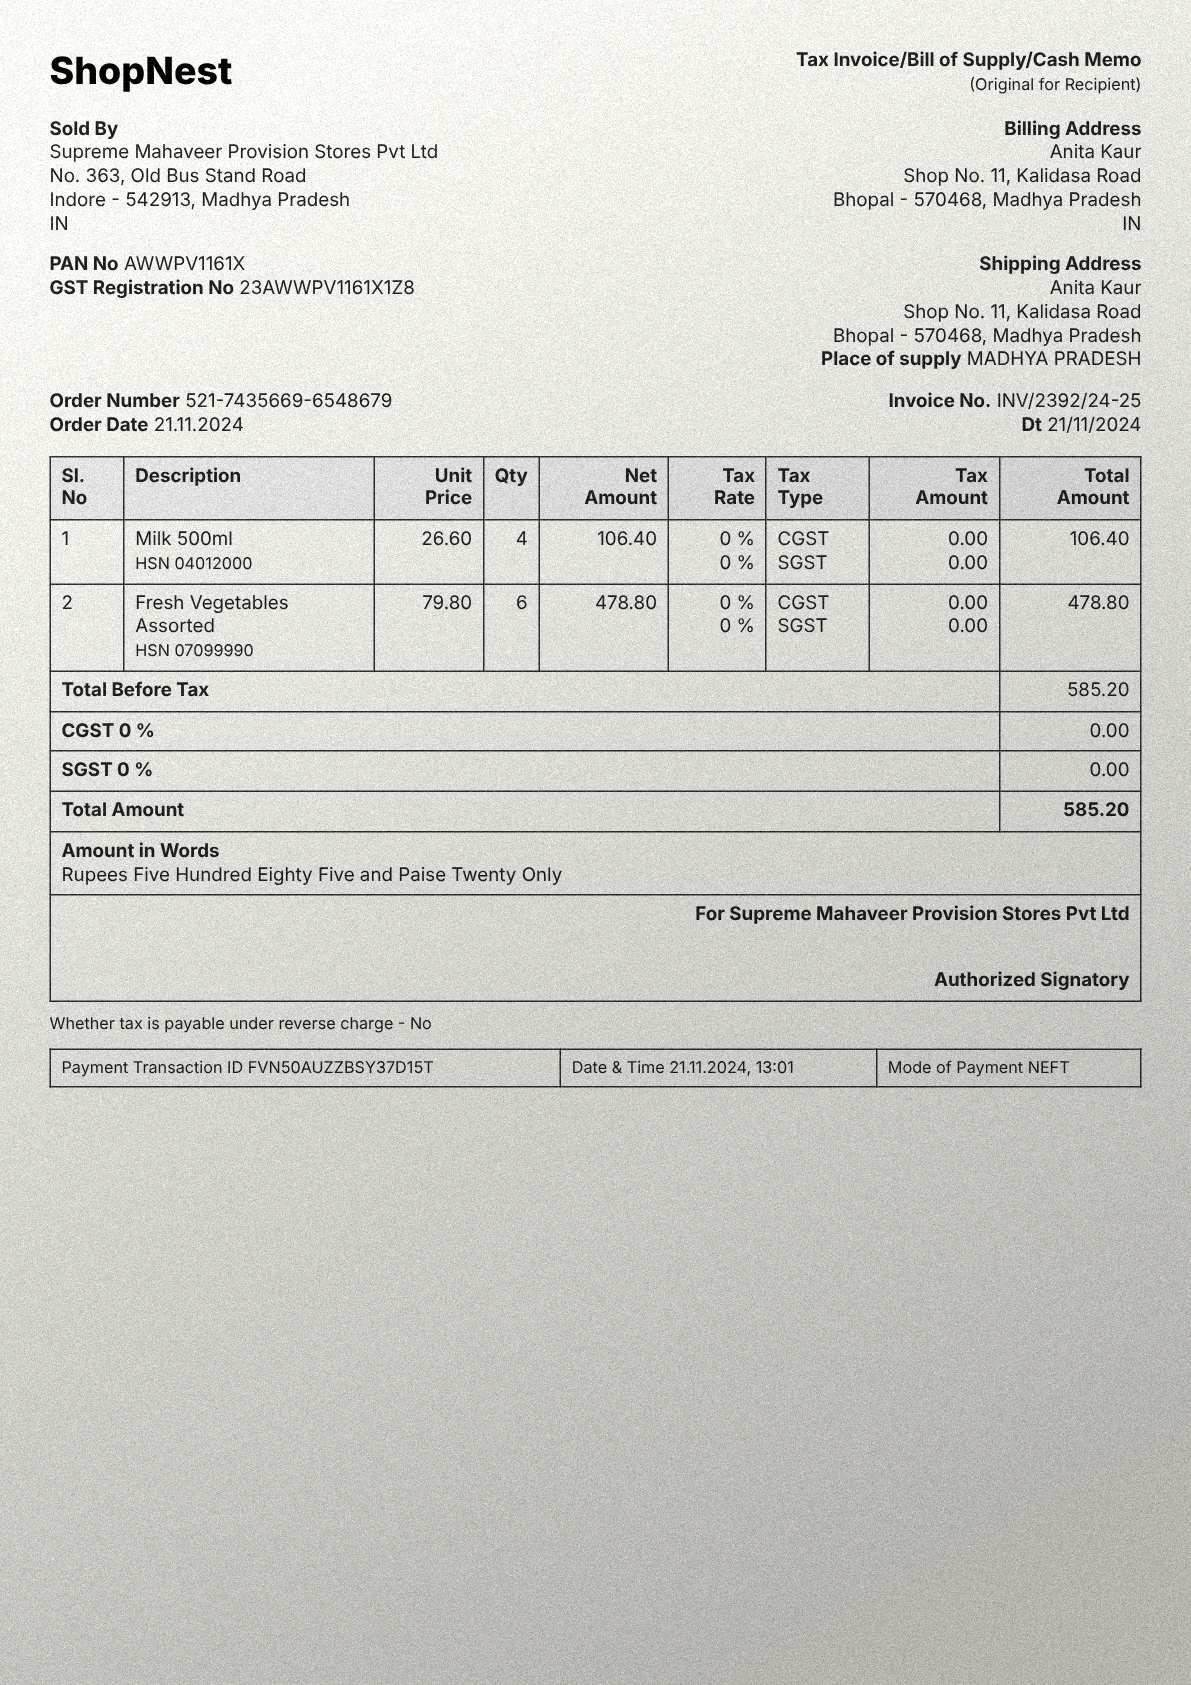 ShopNest
Tax Invoice/Bill of Supply/Cash Memo
(Original for Recipient)
Sold By
Supreme Mahaveer Provision Stores Pvt Ltd
No. 363, Old Bus Stand Road
Indore - 542913, Madhya Pradesh
IN
PAN No AWWPV1161X
GST Registration No 23AWWPV1161X1Z8
Billing Address
Anita Kaur
Shop No. 11, Kalidasa Road
Bhopal - 570468, Madhya Pradesh
IN
Shipping Address
Anita Kaur
Shop No. 11, Kalidasa Road
Bhopal - 570468, Madhya Pradesh
Place of supply MADHYA PRADESH
Order Number 521-7435669-6548679
Order Date 21.11.2024
Invoice No. INV/2392/24-25
Dt 21/11/2024
Sl. No Description Unit Price Qty Net Amount Tax Rate Tax Type Tax Amount Total Amount
1 Milk 500ml 26.60 4 106.40 0 % CGST 0.00 106.40
HSN 04012000 0 % SGST 0.00
2 Fresh Vegetables 79.80 6 478.80 0 % CGST 0.00 478.80
Assorted 0 % SGST 0.00
HSN 07099990
Total Before Tax 585.20
CGST 0 % 0.00
SGST 0 % 0.00
Total Amount 585.20
Amount in Words
Rupees Five Hundred Eighty Five and Paise Twenty Only
For Supreme Mahaveer Provision Stores Pvt Ltd
Authorized Signatory
Whether tax is payable under reverse charge - No
Payment Transaction ID FVN50AUZZBSY37D15T Date & Time 21.11.2024, 13:01 Mode of Payment NEFT